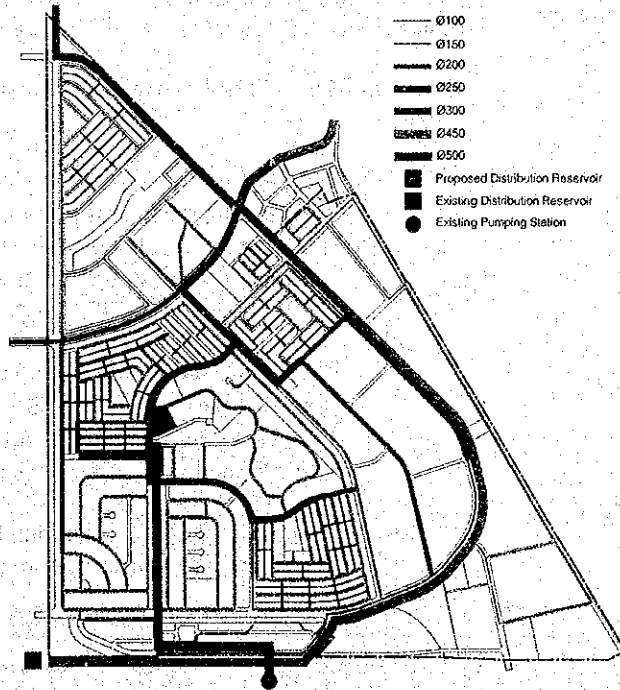 Ø100
Ø150
Ø200
Ø250
Ø300
Ø450
Ø500
Proposed Distribution Reservoir
Existing Distribution Reservoir
Existing Pumping Station